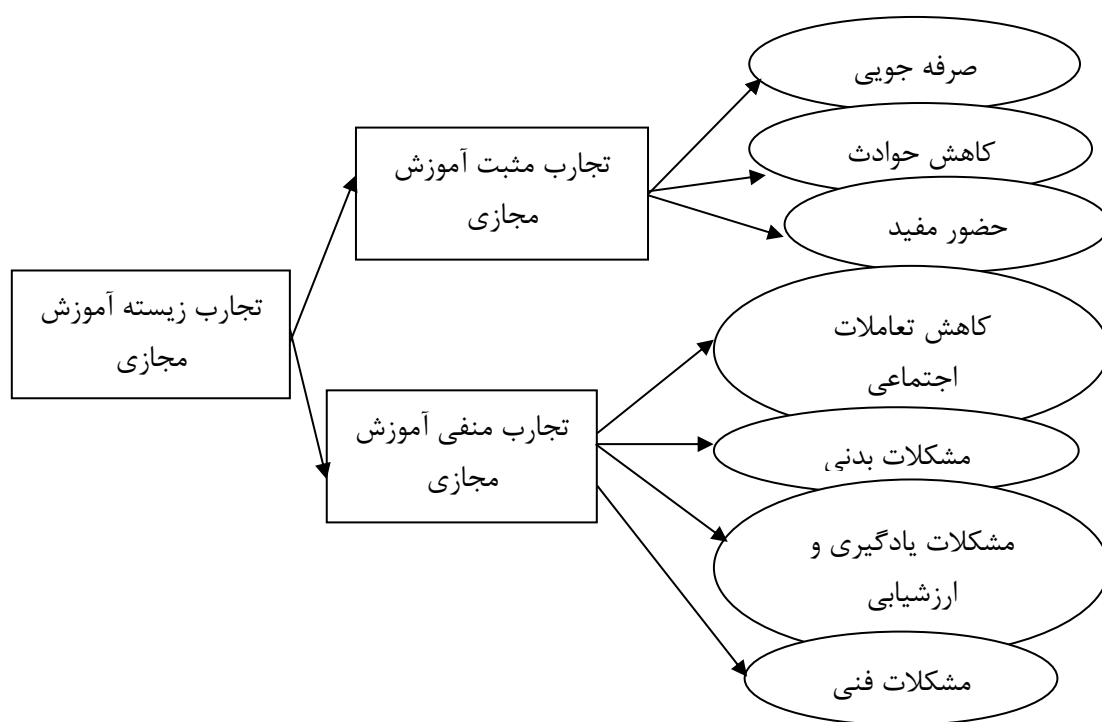 تجارب زیسته آموزش
مجازی
تجارب مثبت آموزش
مجازی
صرفه جویی
کاهش حوادث
حضور مفید
تجارب منفی آموزش
مجازی
کاهش تعاملات
اجتماعی
مشکلات بدنی
مشکلات یادگیری و
ارزشیابی
مشکلات فنی